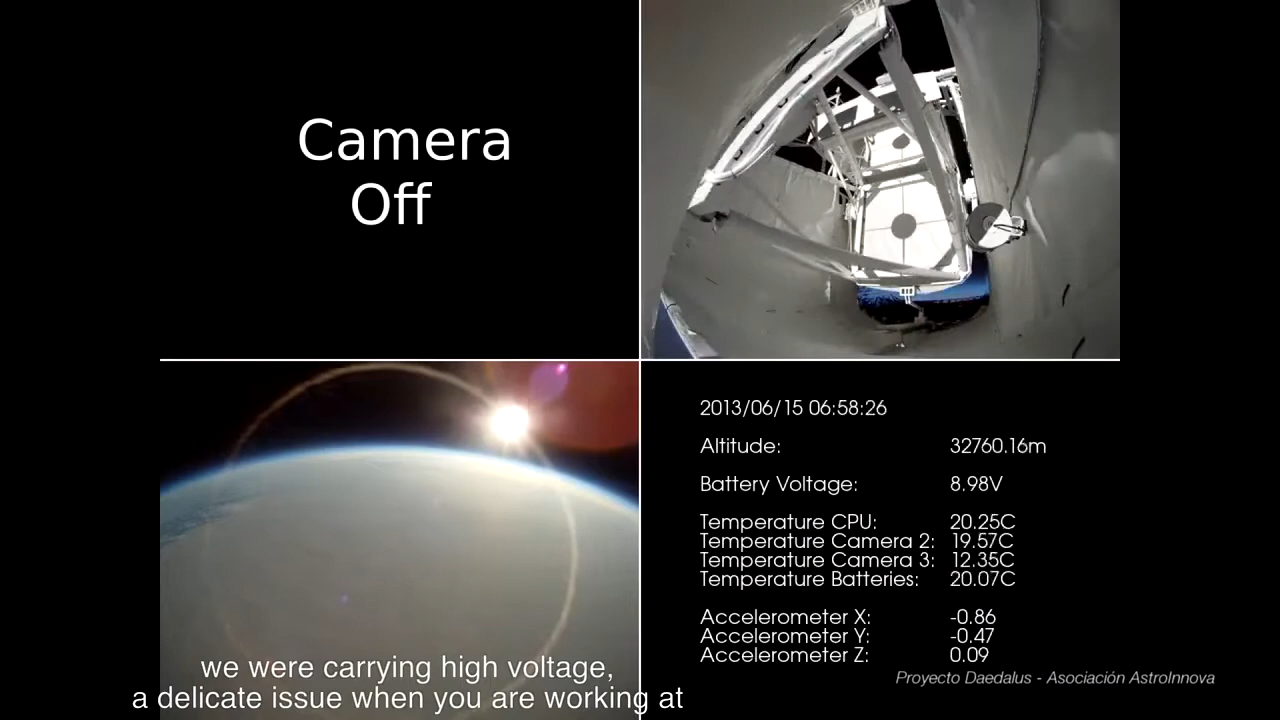 Camera
Off
2013/06/15 06:58:26
Altitude: 32760.16m
Battery Voltage: 8.98V
Temperature CPU: 20.25C
Temperature Camera 2: 19.57C
Temperature Camera 3: 12.35C
Temperature Batteries: 20.07C
Accelerometer X: -0.86
Accelerometer Y: -0.47
Accelerometer Z: 0.09
Proyecto Daedalus - Asociación AstroInnova
we were carrying high voltage,
a delicate issue when you are working at